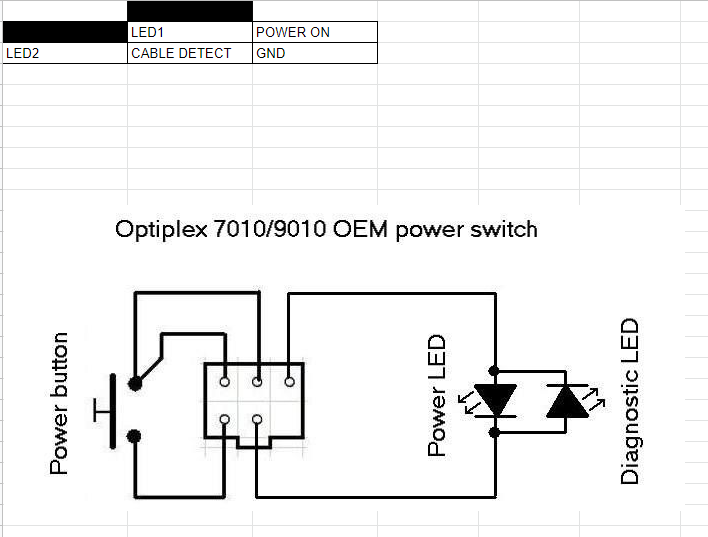 LED1 POWER ON
LED2 CABLE DETECT GND
Optiplex 7010/9010 OEM power switch
Power button
Power LED
Diagnostic LED